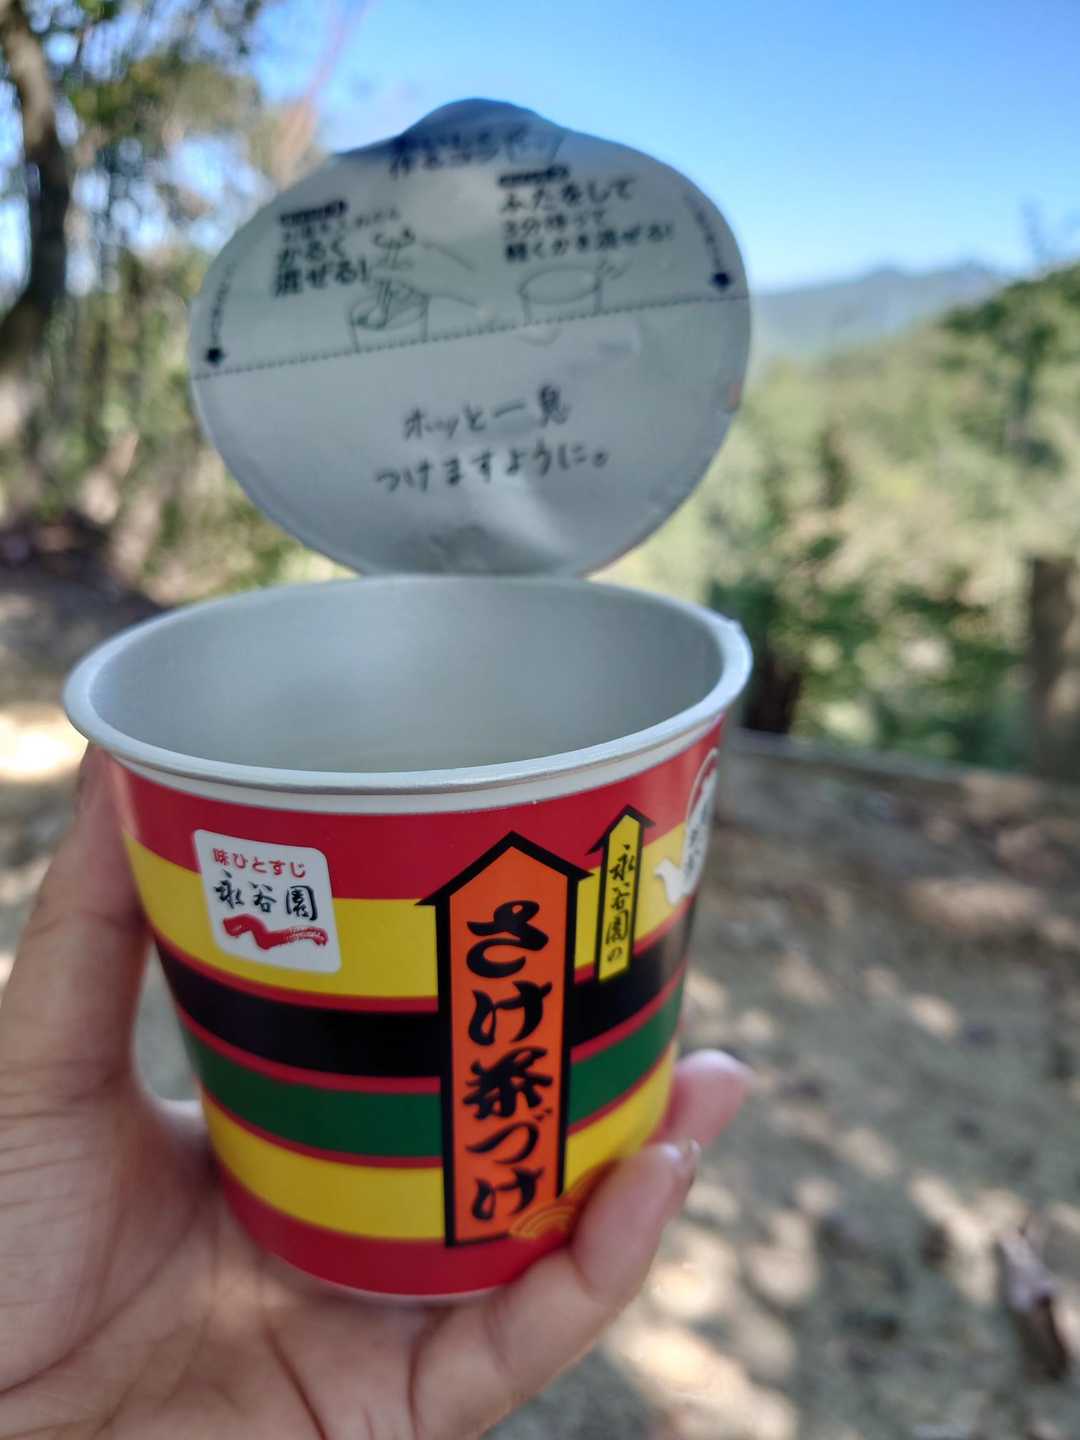 かるく
混ぜる!
ふたをして
3分待って
軽くかき混ぜる!
ホッと一息
つけますように。
味ひとすじ
永谷園
永谷園の
さけ茶づけ